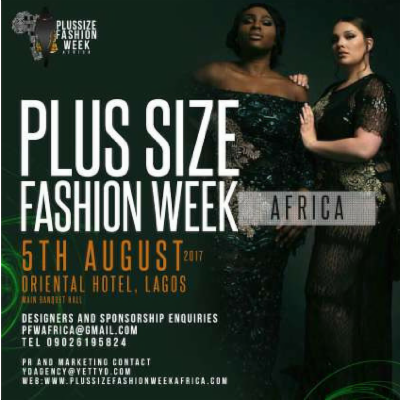 PLUSSIZE
FASHION
WEEK
AFRICA
PLUS SIZE
FASHION WEEK
AFRICA
5TH AUGUST 2017
ORIENTAL HOTEL, LAGOS
MAIN BANQUET HALL
DESIGNERS AND SPONSORSHIP ENQUIRIES
PFWAFRICA@GMAIL.COM
TEL 09026195824
PR AND MARKETING CONTACT
YDAGENCY@YETTYD.COM
WEB:WWW.PLUSSIZEFASHIONWEEKAFRICA.COM